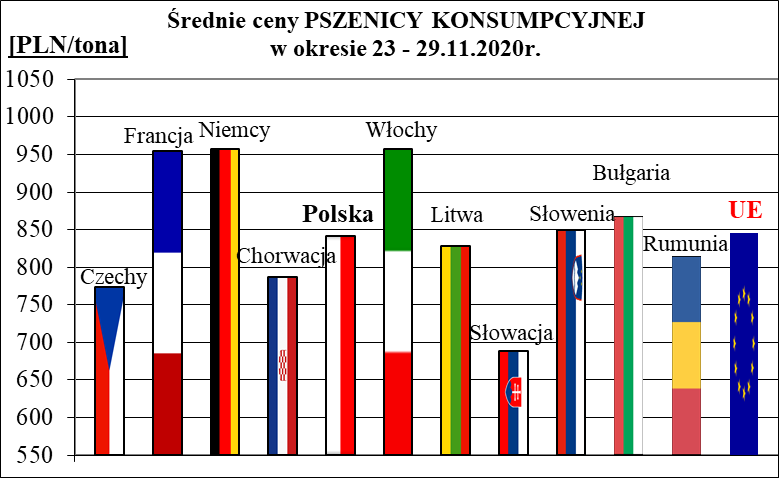 Średnie ceny PSZENICY KONSUMPCYJNEJ
w okresie 23 - 29.11.2020r.
[PLN/tona]
1050
1000
950
900
850
800
750
700
650
600
550
Czechy
Francja
Niemcy
Chorwacja
Polska
Włochy
Litwa
Słowacja
Słowenia
Bułgaria
Rumunia
UE